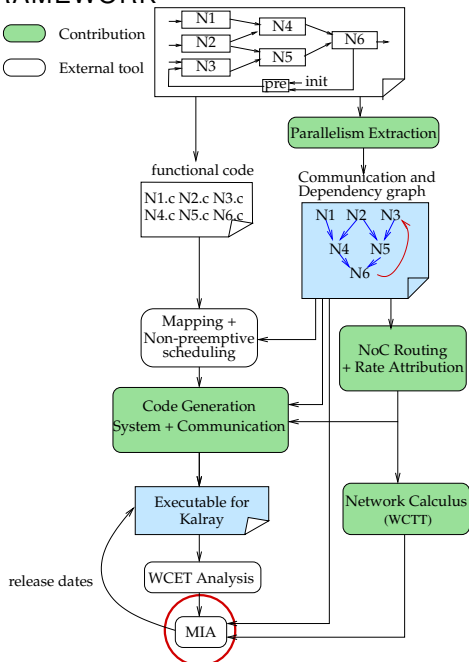 RAMEWORK
Contribution
External tool
N1
N2
N3
N4
N5
N6
pre
init
Parallelism Extraction
functional code
N1.c N2.c N3.c
N4.c N5.c N6.c
Communication and
Dependency graph
N1 N2 N3
N4 N5
N6
Mapping +
Non-preemptive
scheduling
NoC Routing
+ Rate Attribution
Code Generation
System + Communication
Executable for
Kalray
Network Calculus
(WCTT)
WCET Analysis
release dates
MIA